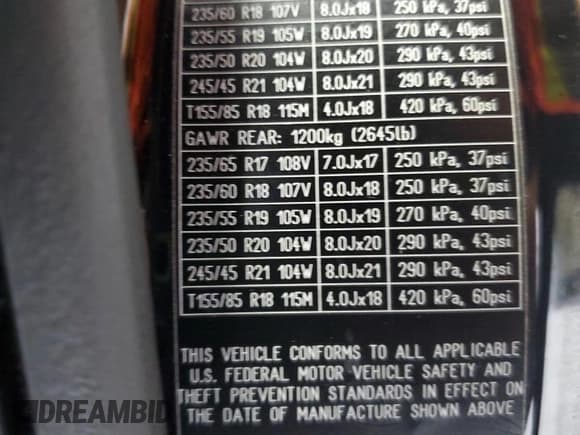 235/60 R18 107V 8.0Jx18 250 kPa, 37psi
235/55 R19 105W 8.0Jx19 270 kPa, 40psi
235/50 R20 104W 8.0Jx20 290 kPa, 43psi
245/45 R21 104W 8.0Jx21 290 kPa, 43psi
T155/85 R18 115M 4.0Jx18 420 kPa, 60psi
GAWR REAR: 1200kg (2645lb)
235/65 R17 108V 7.0Jx17 250 kPa, 37psi
235/60 R18 107V 8.0Jx18 250 kPa, 37psi
235/55 R19 105W 8.0Jx19 270 kPa, 40psi
235/50 R20 104W 8.0Jx20 290 kPa, 43psi
245/45 R21 104W 8.0Jx21 290 kPa, 43psi
T155/85 R18 115M 4.0Jx18 420 kPa, 60psi
THIS VEHICLE CONFORMS TO ALL APPLICABLE
U.S. FEDERAL MOTOR VEHICLE SAFETY AND
THEFT PREVENTION STANDARDS IN EFFECT ON
THE DATE OF MANUFACTURE SHOWN ABOVE
DREAMBID